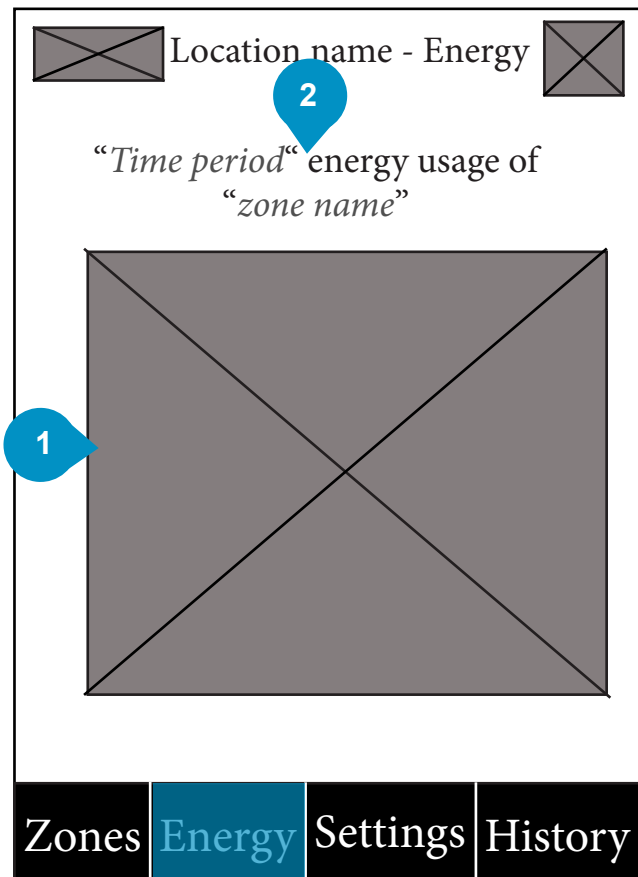 Location name - Energy
2
“Time period“ energy usage of
“zone name”
1
Zones Energy Settings History